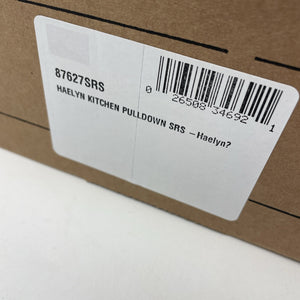 87627SRS
HAELYN KITCHEN PULLDOWN SRS –Haelyn?
0 26508 34692 1